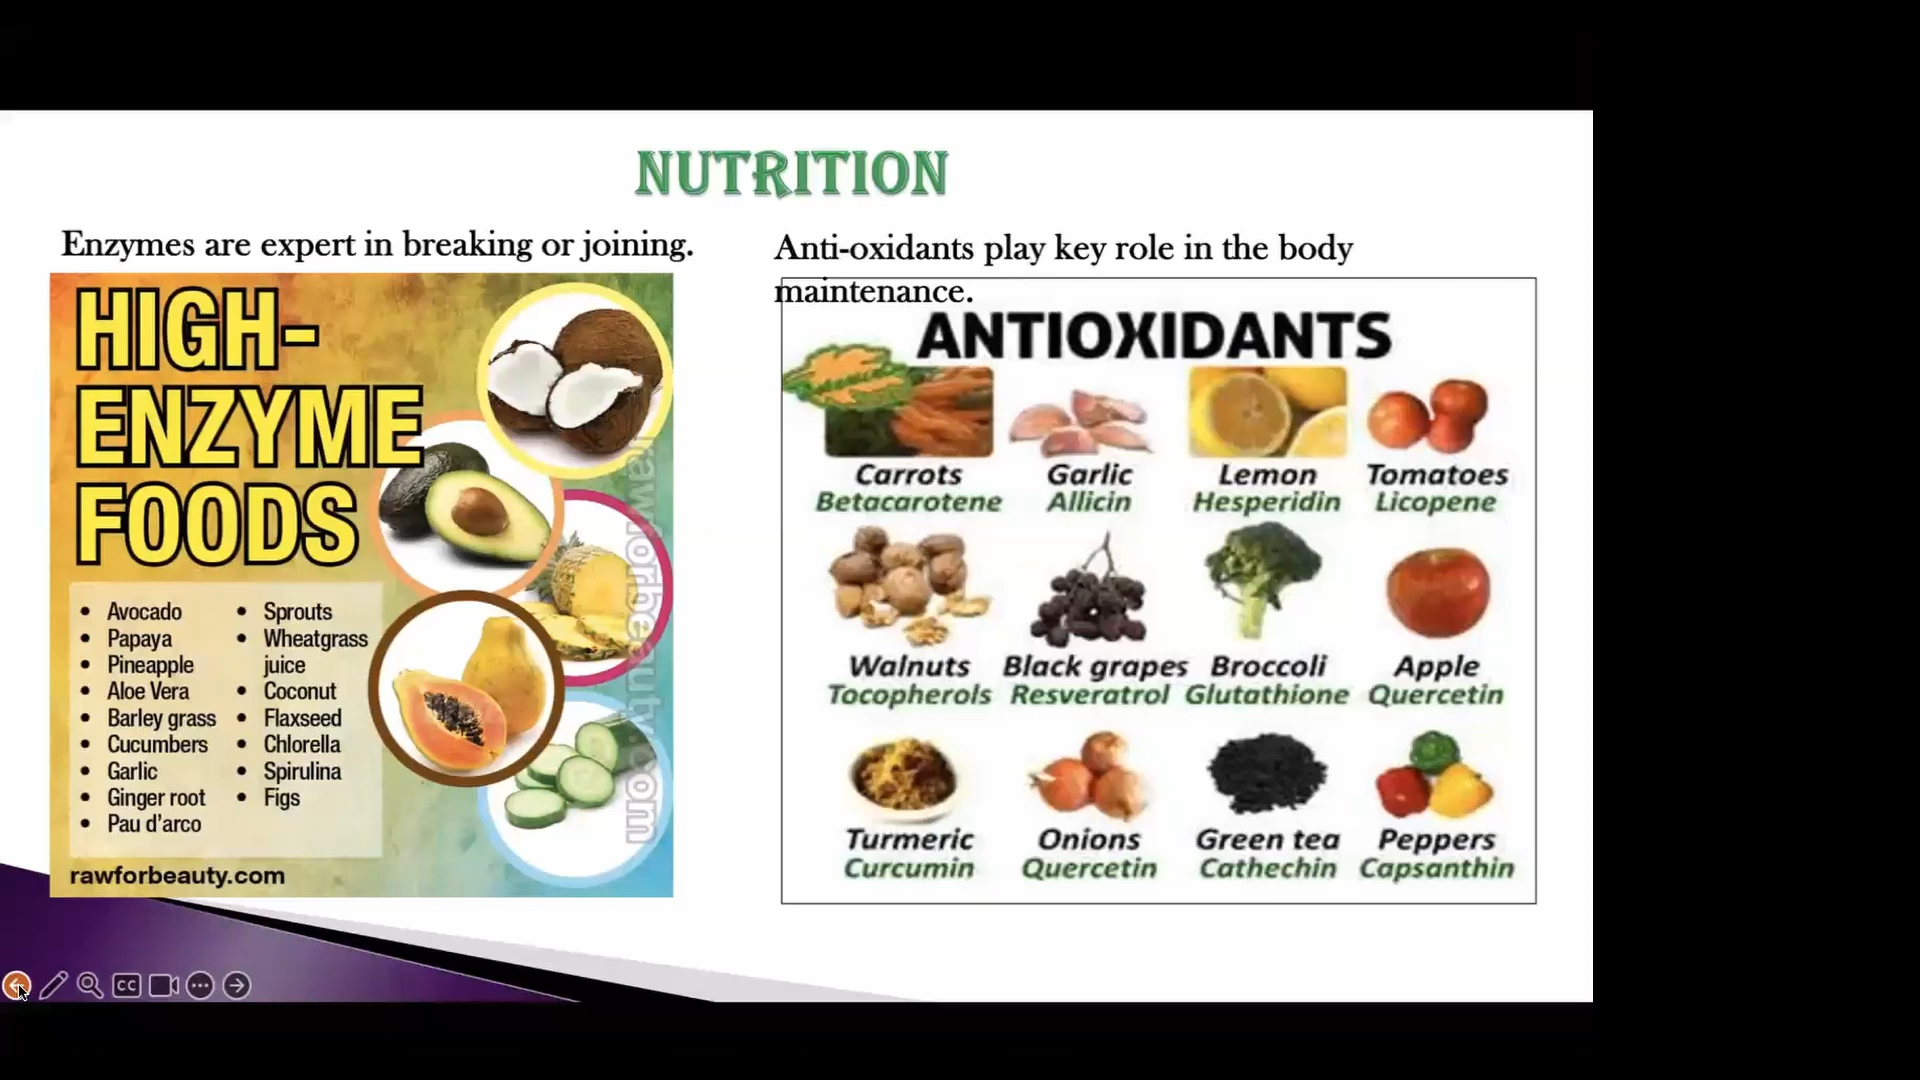 NUTRITION
Enzymes are expert in breaking or joining.
HIGH-
ENZYME
FOODS
Avocado
Papaya
Pineapple
Aloe Vera
Barley grass
Cucumbers
Garlic
Ginger root
Pau d'arco
Sprouts
Wheatgrass
juice
Coconut
Flaxseed
Chlorella
Spirulina
Figs
rawforbeauty.com
rawforbeauty.com
Anti-oxidants play key role in the body
maintenance.
ANTIOXIDANTS
Carrots Garlic Lemon Tomatoes
Betacarotene Allicin Hesperidin Licopene
Walnuts Black grapes Broccoli Apple
Tocopherols Resveratrol Glutathione Quercetin
Turmeric Onions Green tea Peppers
Curcumin Quercetin Cathechin Capsanthin
CC